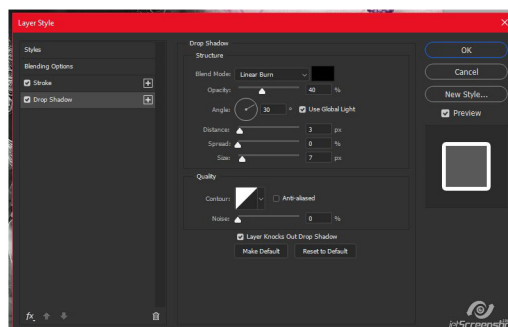 Layer Style
Styles
Blending Options
Stroke
Drop Shadow
fx
Drop Shadow
Structure
Blend Mode: Linear Burn
Opacity: 40 %
Angle: 30 ° Use Global Light
Distance: 3 px
Spread: 0 %
Size: 7 px
Quality
Contour: Anti-aliased
Noise: 0 %
Layer Knocks Out Drop Shadow
Make Default Reset to Default
OK
Cancel
New Style...
Preview